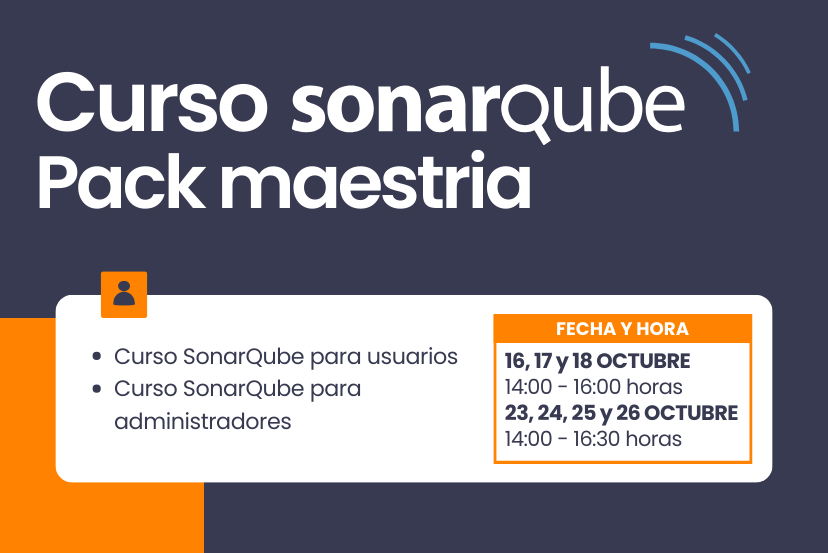 Curso sonarqube
Pack maestria
• Curso SonarQube para usuarios
• Curso SonarQube para
administradores
FECHA Y HORA
16, 17 y 18 OCTUBRE
14:00 - 16:00 horas
23, 24, 25 y 26 OCTUBRE
14:00 - 16:30 horas